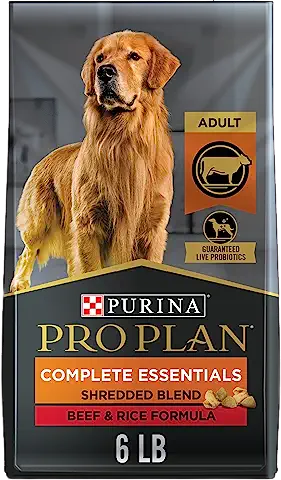 ADULT
GUARANTEED
LIVE PROBIOTICS
PURINA
PRO PLAN
COMPLETE ESSENTIALS
SHREDDED BLEND
BEEF & RICE FORMULA
6 LB